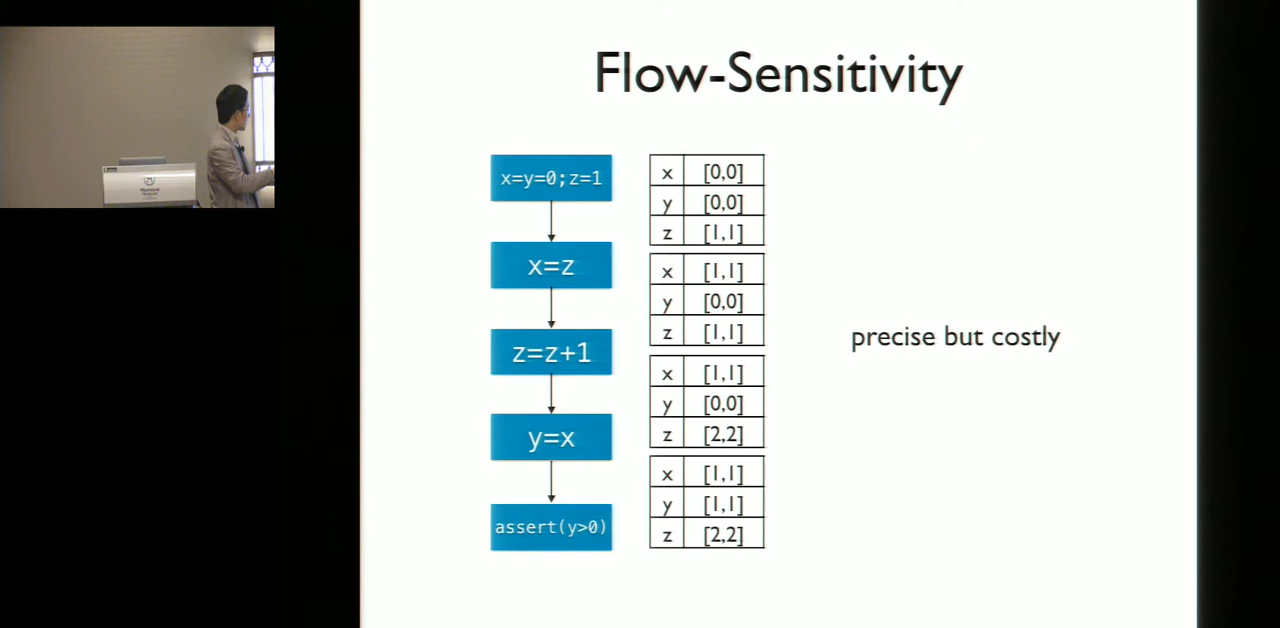 Flow-Sensitivity
x=y=0;z=1
x=z
z=z+1
y=x
assert(y>0)
x [0,0]
y [0,0]
z [1,1]
x [1,1]
y [0,0]
z [1,1]
x [1,1]
y [0,0]
z [2,2]
x [1,1]
y [1,1]
z [2,2]
precise but costly